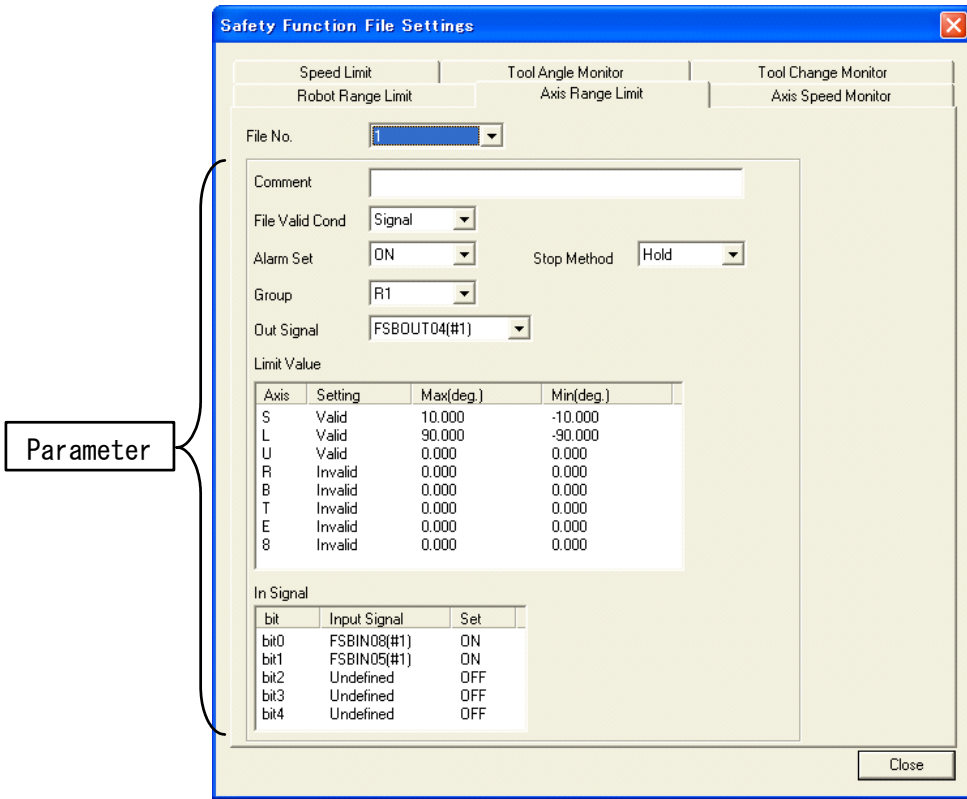 Safety Function File Settings
Speed Limit Tool Angle Monitor Tool Change Monitor
Robot Range Limit Axis Range Limit Axis Speed Monitor
File No. 1
Comment
File Valid Cond Signal
Alarm Set ON Stop Method Hold
Group R1
Out Signal FSBOUT04(#1)
Limit Value
Axis Setting Max(deg.) Min(deg.)
S Valid 10.000 -10.000
L Valid 90.000 -90.000
U Valid 0.000 0.000
R Invalid 0.000 0.000
B Invalid 0.000 0.000
T Invalid 0.000 0.000
E Invalid 0.000 0.000
8 Invalid 0.000 0.000
Parameter
In Signal
bit Input Signal Set
bit0 FSBIN08(#1) ON
bit1 FSBIN05(#1) ON
bit2 Undefined OFF
bit3 Undefined OFF
bit4 Undefined OFF
Close